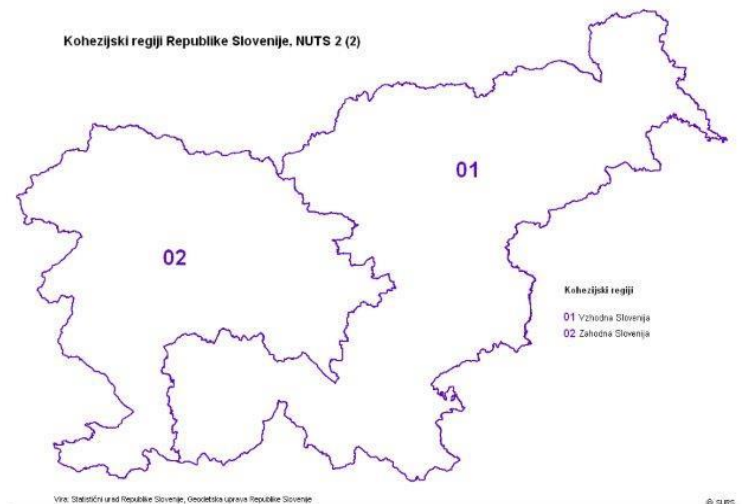 Kohezijski regiji Republike Slovenije, NUTS 2 (2)
01
02
Kohezijski regiji
01 Vzhodna Slovenija
02 Zahodna Slovenija
Vira: Statistični urad Republike Slovenije, Geodetska uprava Republike Slovenije
© SURS